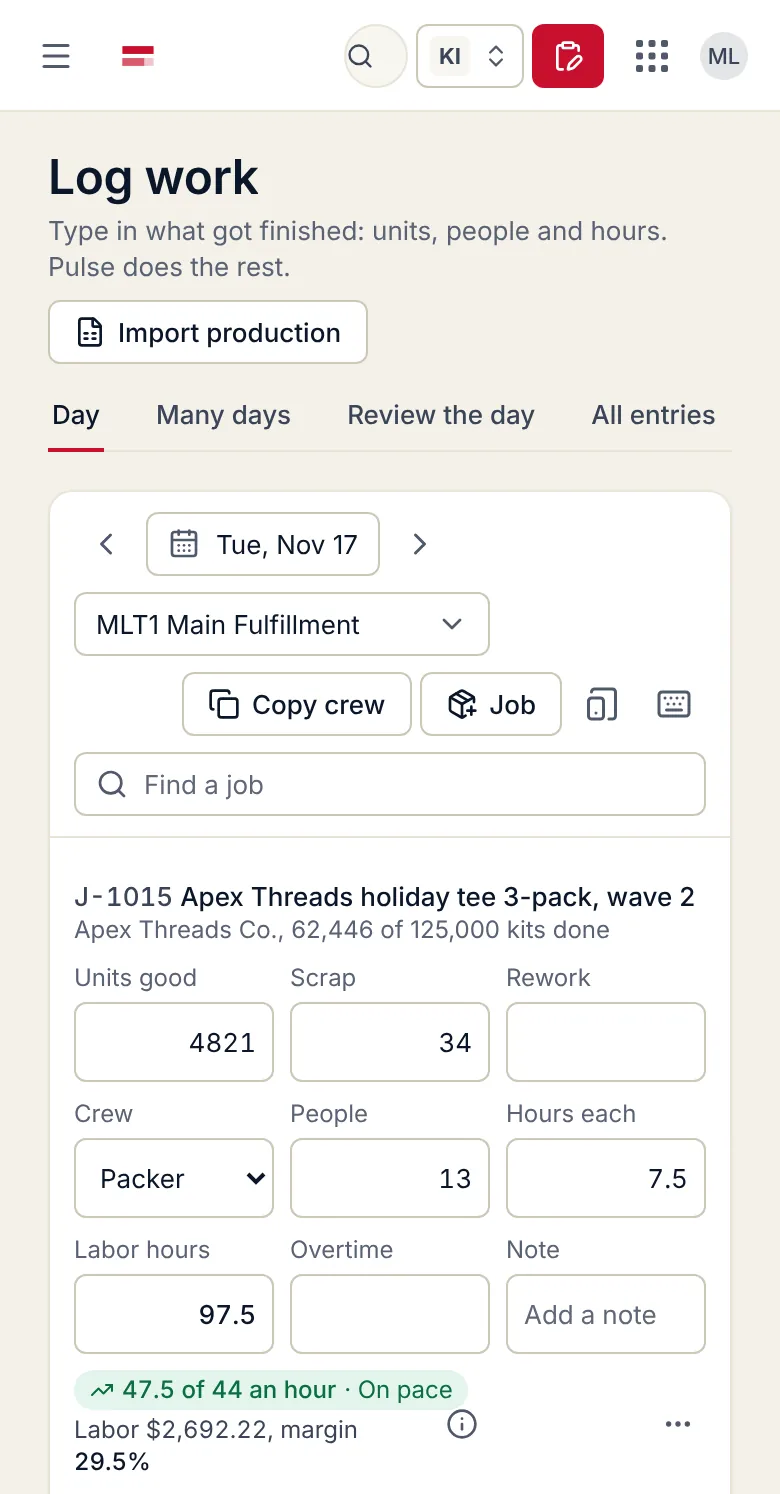 KI
ML
Log work
Type in what got finished: units, people and hours.
Pulse does the rest.
Import production
Day Many days Review the day All entries
Tue, Nov 17
MLT1 Main Fulfillment
Copy crew Job
Find a job
J-1015 Apex Threads holiday tee 3-pack, wave 2
Apex Threads Co., 62,446 of 125,000 kits done
Units good Scrap Rework
4821 34
Crew People Hours each
Packer 13 7.5
Labor hours Overtime Note
97.5 Add a note
47.5 of 44 an hour · On pace
Labor $2,692.22, margin
29.5%